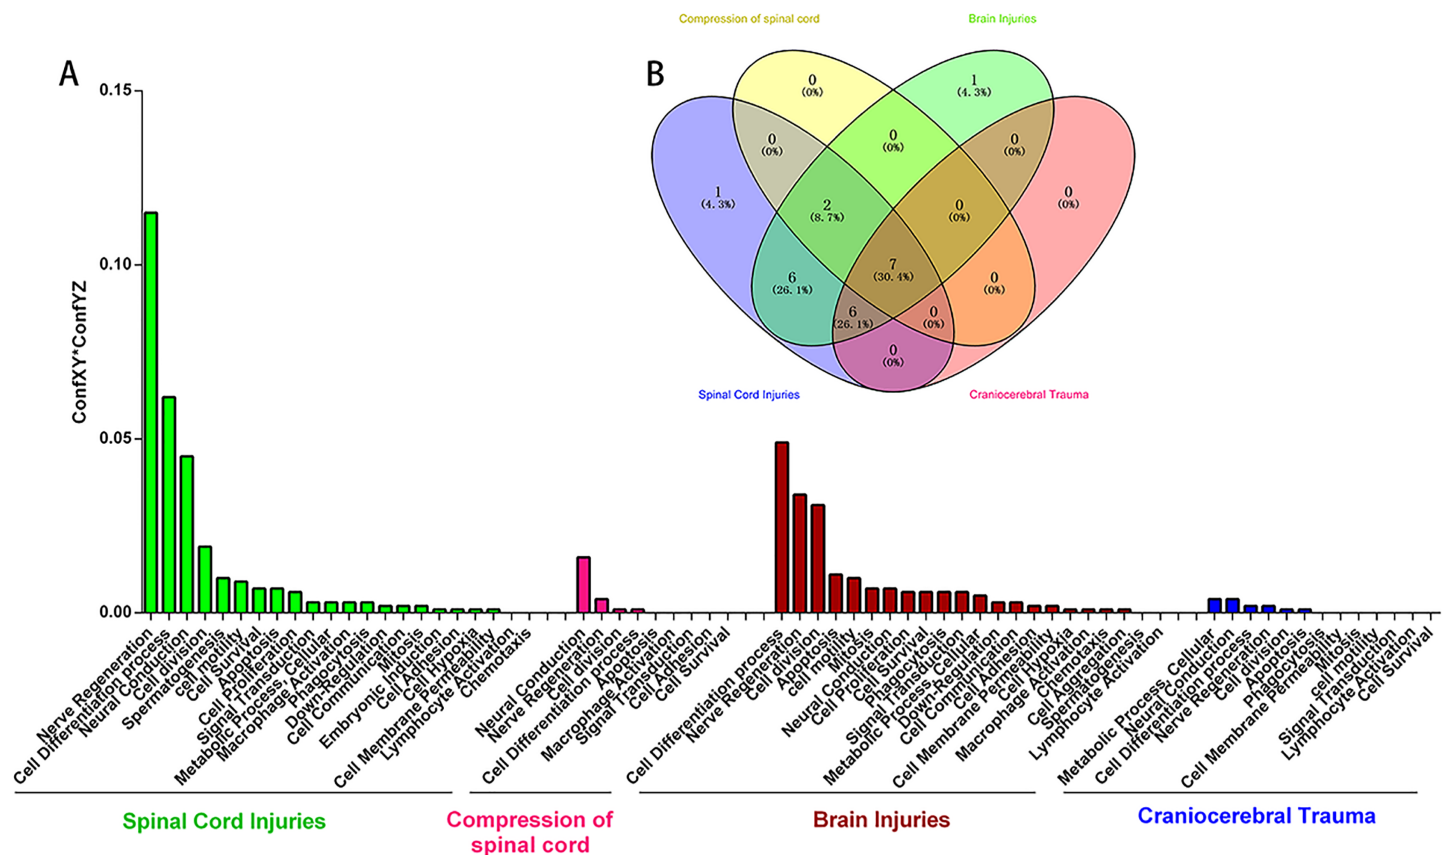 A
0.15
0.10
0.05
0.00
ConfXY*ConfYZ
B
Compression of spinal cord
Brain Injuries
0
(0%)
1
(4.3%)
0
(0%)
0
(0%)
0
(0%)
1
(4.3%)
2
(8.7%)
0
(0%)
0
(0%)
6
(26.1%)
7
(30.4%)
0
(0%)
6
(26.1%)
0
(0%)
0
(0%)
Spinal Cord Injuries
Craniocerebral Trauma
Nerve Regeneration
Cell Differentiation process
Neural Conduction
Cell division
Spermatogenesis
cell motility
Cell Survival
Apoptosis
Cell Proliferation
Signal Transduction
Metabolic Process, Cellular
Macrophage Activation
Phagocytosis
Down-Regulation
Cell Communication
Mitosis
Embryonic Induction
Cell Adhesion
Cell Hypoxia
Cell Membrane Permeability
Lymphocyte Activation
Chemotaxis
Neural Conduction
Nerve Regeneration
Cell division
Cell Differentiation process
Apoptosis
Macrophage Activation
Signal Transduction
Cell Adhesion
Cell Survival
Cell Differentiation process
Nerve Regeneration
Cell division
Apoptosis
cell motility
Mitosis
Neural Conduction
Cell Proliferation
Cell Survival
Phagocytosis
Signal Transduction
Metabolic Process, Cellular
Down-Regulation
Cell Communication
Cell Adhesion
Cell Membrane Permeability
Cell Hypoxia
Macrophage Activation
Chemotaxis
Cell Aggregation
Spermatogenesis
Lymphocyte Activation
Metabolic Process, Cellular
Neural Conduction
Cell Differentiation process
Nerve Regeneration
Cell division
Apoptosis
Phagocytosis
Cell Membrane Permeability
Mitosis
cell motility
Signal Transduction
Lymphocyte Activation
Cell Survival
Spinal Cord Injuries
Compression of
spinal cord
Brain Injuries
Craniocerebral Trauma